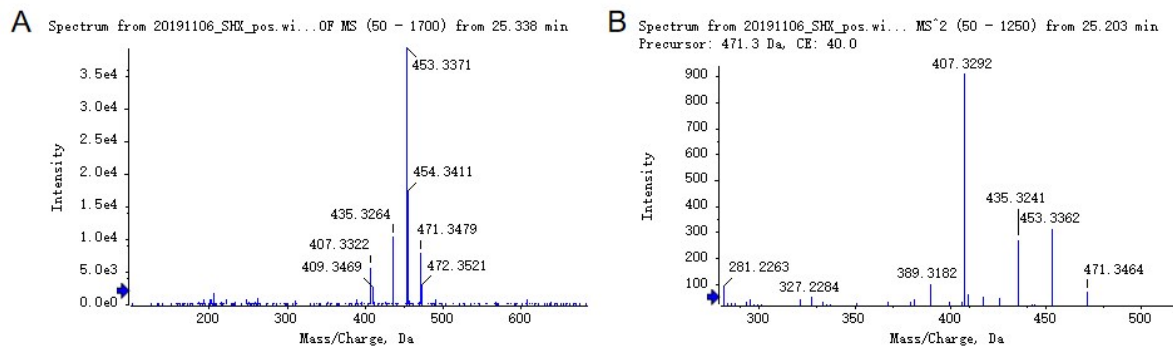 A
Spectrum from 20191106_SHX_pos.wi...OF MS (50 - 1700) from 25.338 min
3.5e4
3.0e4
2.5e4
2.0e4
1.5e4
1.0e4
5.0e3
0.0e0
Intensity
453.3371
454.3411
435.3264
407.3322
471.3479
409.3469
472.3521
200
300
400
500
600
Mass/Charge, Da
B
Spectrum from 20191106_SHX_pos.wi... MS^2 (50 - 1250) from 25.203 min
Precursor: 471.3 Da, CE: 40.0
900
800
700
600
500
400
300
200
100
Intensity
407.3292
435.3241
453.3362
281.2263
389.3182
327.2284
471.3464
300
350
400
450
500
Mass/Charge, Da